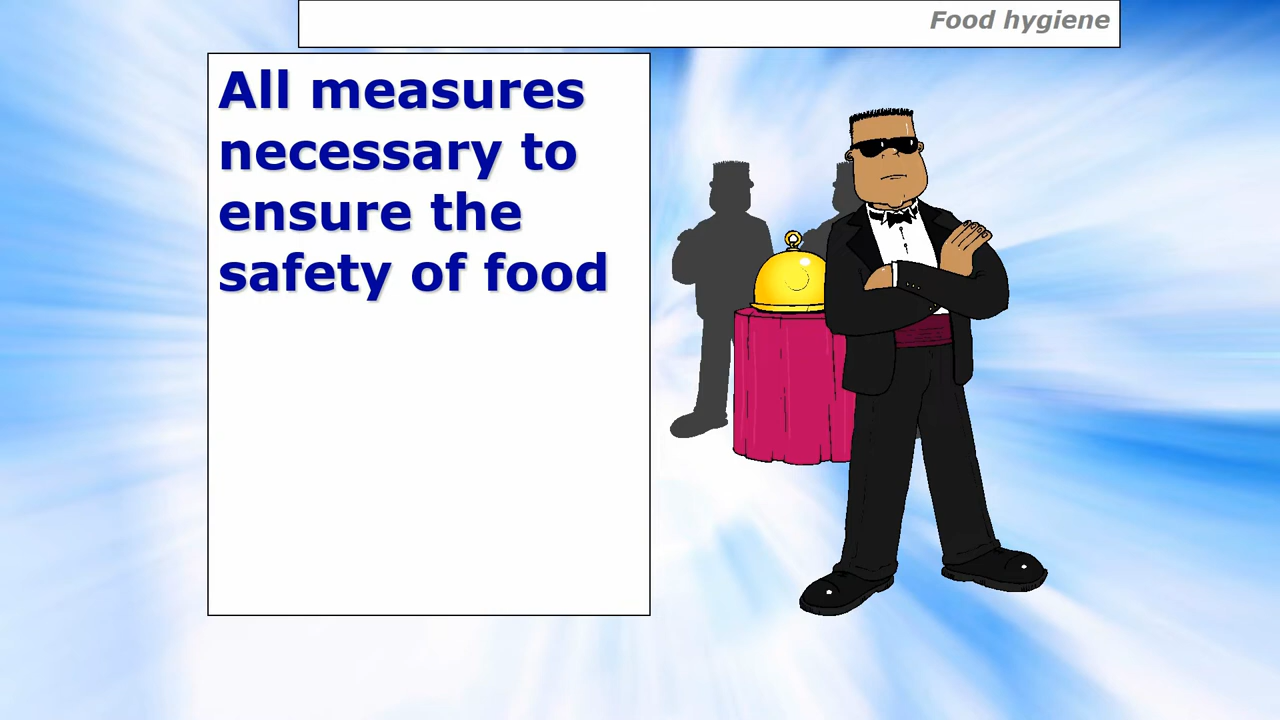 Food hygiene
All measures
necessary to
ensure the
safety of food